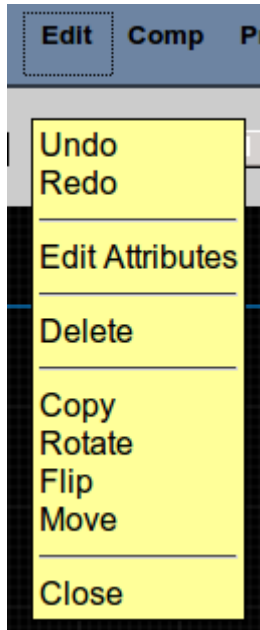 Edit Comp
Undo
Redo
Edit Attributes
Delete
Copy
Rotate
Flip
Move
Close